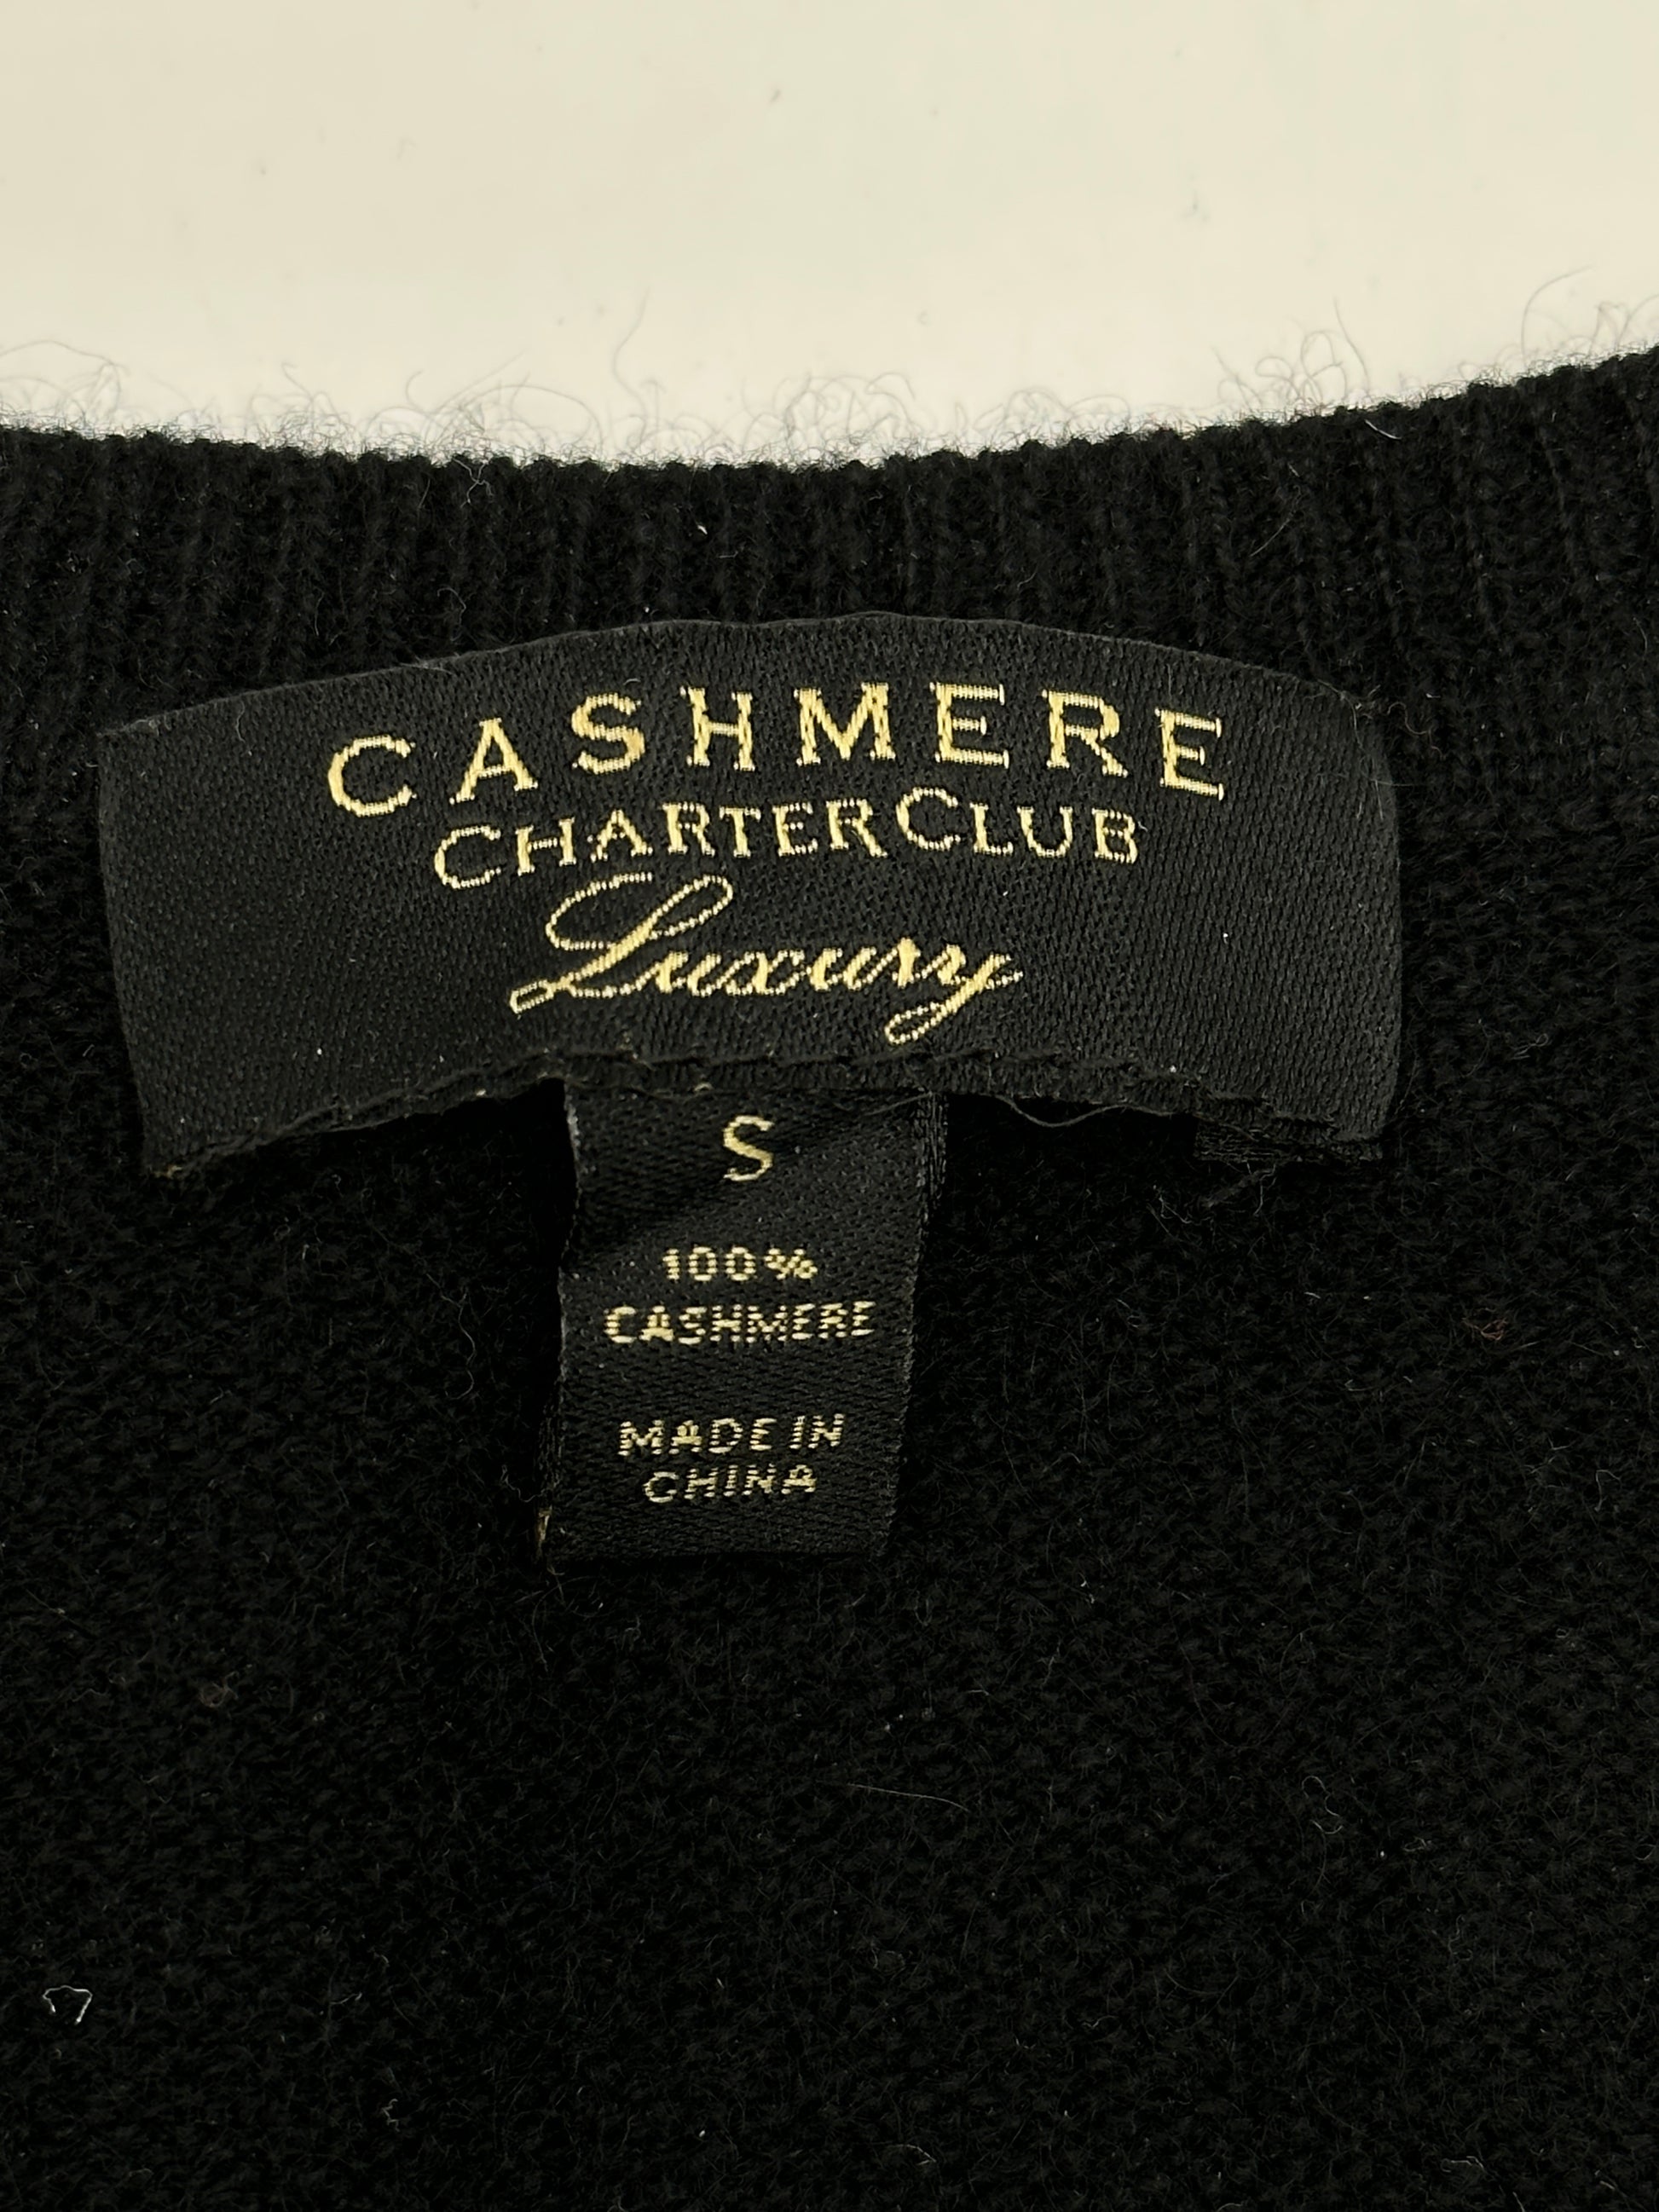 CASHMERE
CHARTER CLUB
Luxury
S
100%
CASHMERE
MADE IN
CHINA